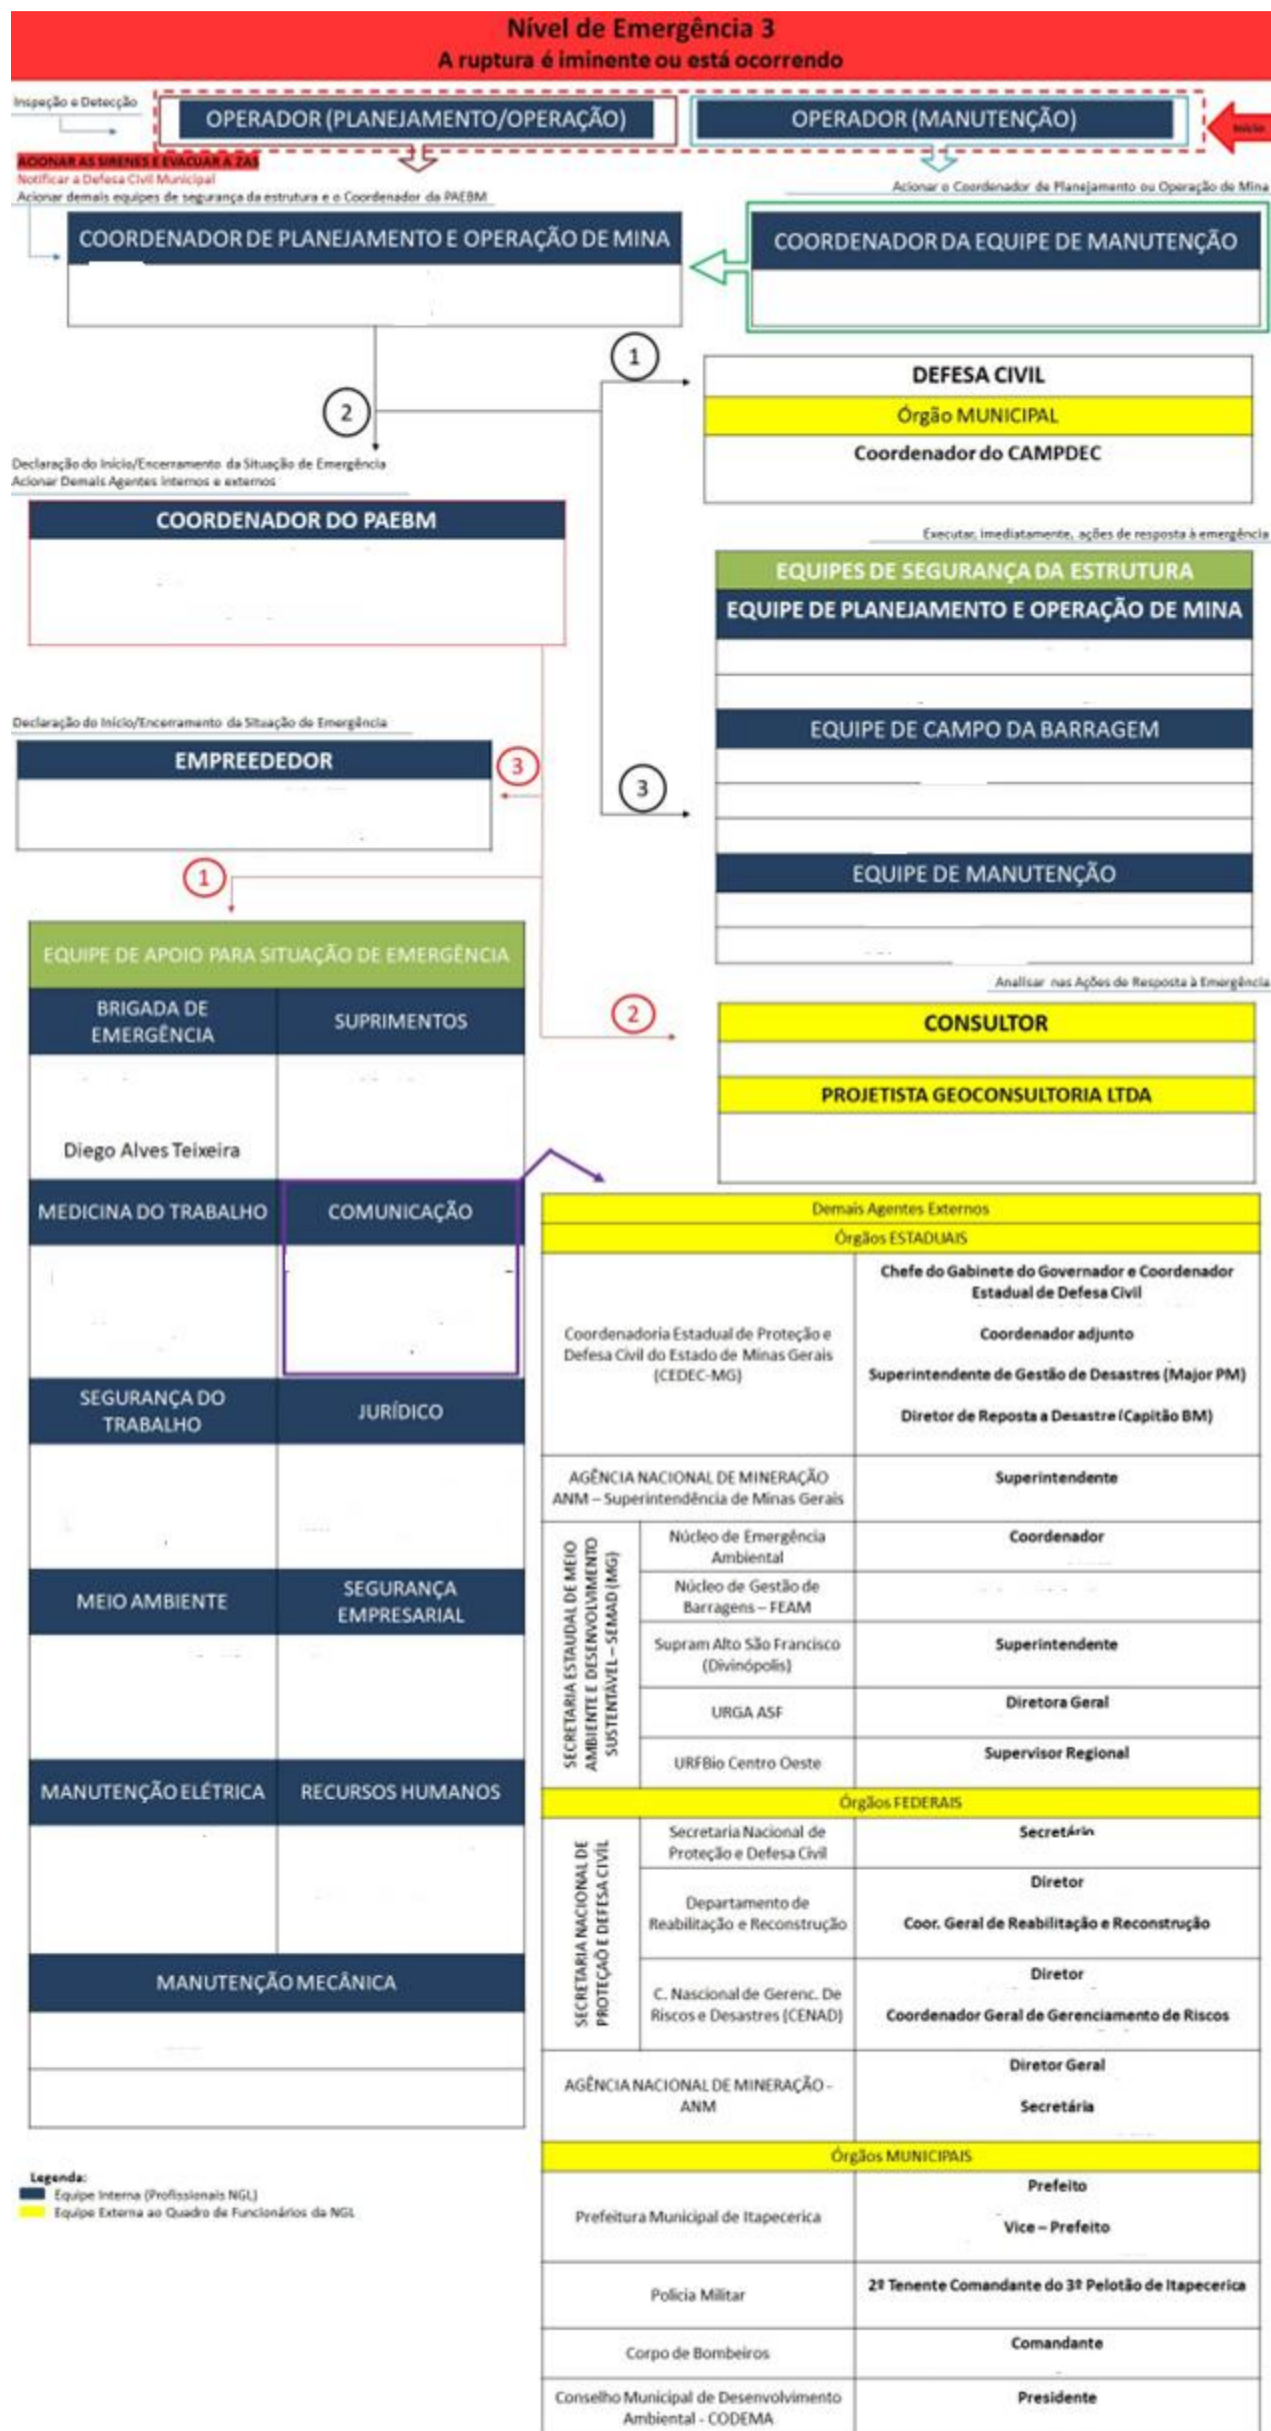 Nível de Emergência 3
A ruptura é iminente ou está ocorrendo
Inspeção e Detecção
OPERADOR (PLANEJAMENTO/OPERAÇÃO)
OPERADOR (MANUTENÇÃO)
Início
ACIONAR AS SIRENES E EVACUAR A ZAS
Notificar a Defesa Civil Municipal
Acionar demais equipes de segurança da estrutura e o Coordenador da PAEBM
Acionar o Coordenador de Planejamento ou Operação de Mina
COORDENADOR DE PLANEJAMENTO E OPERAÇÃO DE MINA
COORDENADOR DA EQUIPE DE MANUTENÇÃO
1
DEFESA CIVIL
Órgão MUNICIPAL
Coordenador do CAMPDEC
2
Declaração do Início/Encerramento da Situação de Emergência
Acionar Demais Agentes Internos e externos
COORDENADOR DO PAEBM
Executar, imediatamente, ações de resposta à emergência
EQUIPES DE SEGURANÇA DA ESTRUTURA
EQUIPE DE PLANEJAMENTO E OPERAÇÃO DE MINA
EQUIPE DE CAMPO DA BARRAGEM
EQUIPE DE MANUTENÇÃO
Declaração do Início/Encerramento da Situação de Emergência
EMPREEDEDOR
3
3
1
EQUIPE DE APOIO PARA SITUAÇÃO DE EMERGÊNCIA
BRIGADA DE
EMERGÊNCIA
SUPRIMENTOS
Diego Alves Teixeira
Analisar nas Ações de Resposta à Emergência
2
CONSULTOR
PROJETISTA GEOCONSULTORIA LTDA
MEDICINA DO TRABALHO
COMUNICAÇÃO
SEGURANÇA DO
TRABALHO
JURÍDICO
MEIO AMBIENTE
SEGURANÇA
EMPRESARIAL
MANUTENÇÃO ELÉTRICA
RECURSOS HUMANOS
MANUTENÇÃO MECÂNICA
Demais Agentes Externos
Órgãos ESTADUAIS
Coordenadoria Estadual de Proteção e
Defesa Civil do Estado de Minas Gerais
(CEDEC-MG)
Chefe do Gabinete do Governador e Coordenador
Estadual de Defesa Civil
Coordenador adjunto
Superintendente de Gestão de Desastres (Major PM)
Diretor de Reposta a Desastre (Capitão BM)
AGÊNCIA NACIONAL DE MINERAÇÃO
ANM – Superintendência de Minas Gerais
Superintendente
SECRETARIA ESTAUDAL DE MEIO
AMBIENTE E DESENVOLVIMENTO
SUSTENTÁVEL – SEMAD (MG)
Núcleo de Emergência
Ambiental
Coordenador
Núcleo de Gestão de
Barragens – FEAM
Supram Alto São Francisco
(Divinópolis)
Superintendente
URGA ASF
Diretora Geral
URFBio Centro Oeste
Supervisor Regional
Órgãos FEDERAIS
SECRETARIA NACIONAL DE
PROTEÇAÕ E DEFESA CIVIL
Secretaria Nacional de
Proteção e Defesa Civil
Secretário
Departamento de
Reabilitação e Reconstrução
Diretor
Coor. Geral de Reabilitação e Reconstrução
C. Nascional de Gerenc. De
Riscos e Desastres (CENAD)
Diretor
Coordenador Geral de Gerenciamento de Riscos
AGÊNCIA NACIONAL DE MINERAÇÃO -
ANM
Diretor Geral
Secretária
Órgãos MUNICIPAIS
Prefeitura Municipal de Itapecerica
Prefeito
Vice – Prefeito
Policia Militar
2º Tenente Comandante do 3º Pelotão de Itapecerica
Corpo de Bombeiros
Comandante
Conselho Municipal de Desenvolvimento
Ambiental - CODEMA
Presidente
Legenda:
Equipe Interna (Profissionais NGL)
Equipe Externa ao Quadro de Funcionários da NGL